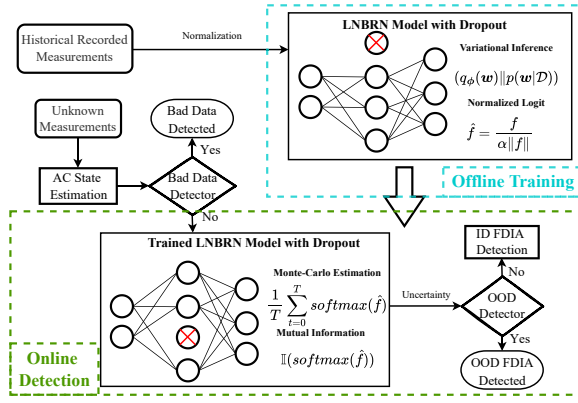 Historical Recorded
Measurements
Normalization
LNBRN Model with Dropout
Variational Inference
(q_ϕ(w)∥p(w|D))
Normalized Logit
f̂ = f / α∥f∥
Offline Training
Unknown
Measurements
Bad Data
Detected
Yes
AC State
Estimation
Bad Data
Detector
No
Trained LNBRN Model with Dropout
Monte-Carlo Estimation
1/T ∑_{t=0}^{T} softmax(f̂)
Mutual Information
𝕀(softmax(f̂))
Uncertainty
ID FDIA
Detection
No
OOD
Detector
Yes
OOD FDIA
Detected
Online
Detection